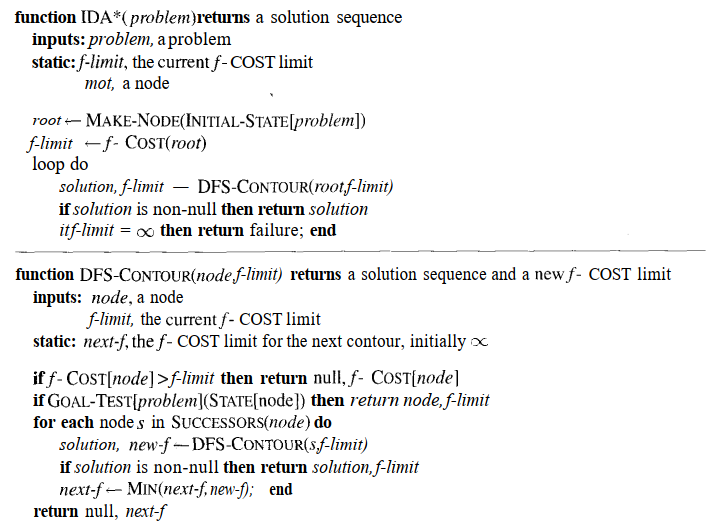 function IDA*(problem)returns a solution sequence
inputs: problem, a problem
static: f-limit, the current f- COST limit
mot, a node
root ← MAKE-NODE(INITIAL-STATE[problem])
f-limit ← f- COST(root)
loop do
solution, f-limit — DFS-CONTOUR(root,f-limit)
if solution is non-null then return solution
itf-limit = ∞ then return failure; end
function DFS-CONTOUR(node,f-limit) returns a solution sequence and a new f- COST limit
inputs: node, a node
f-limit, the current f- COST limit
static: next-f, the f- COST limit for the next contour, initially ∞
if f- COST[node] >f-limit then return null, f- COST[node]
if GOAL-TEST[problem](STATE[node]) then return node,f-limit
for each node s in SUCCESSORS(node) do
solution, new-f — DFS-CONTOUR(s,f-limit)
if solution is non-null then return solution,f-limit
next-f ← MIN(next-f, new-f); end
return null, next-f